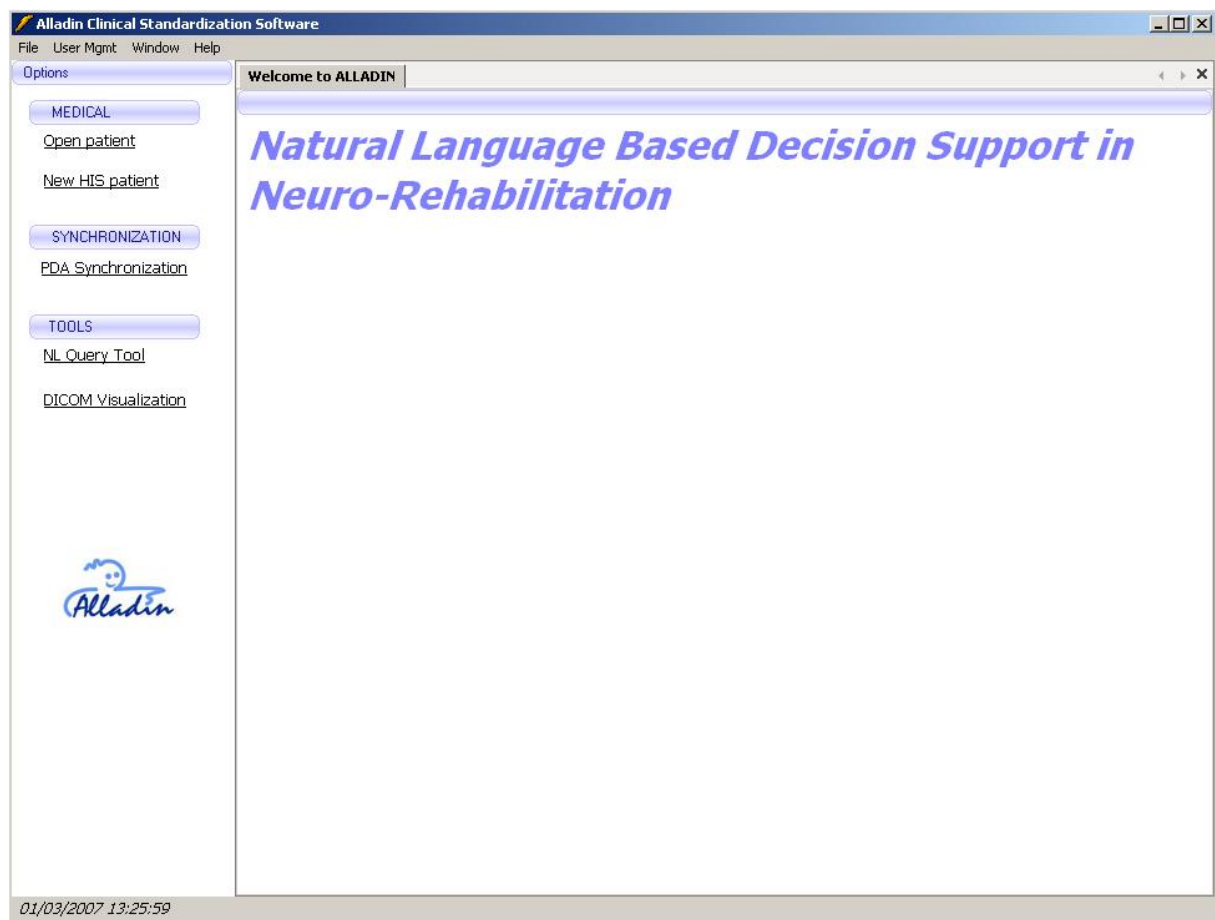 Alladin Clinical Standardization Software
File User Mgmt Window Help
Options
MEDICAL
Open patient
New HIS patient
SYNCHRONIZATION
PDA Synchronization
TOOLS
NL Query Tool
DICOM Visualization
Alladin
Welcome to ALLADIN
Natural Language Based Decision Support in
Neuro-Rehabilitation
01/03/2007 13:25:59